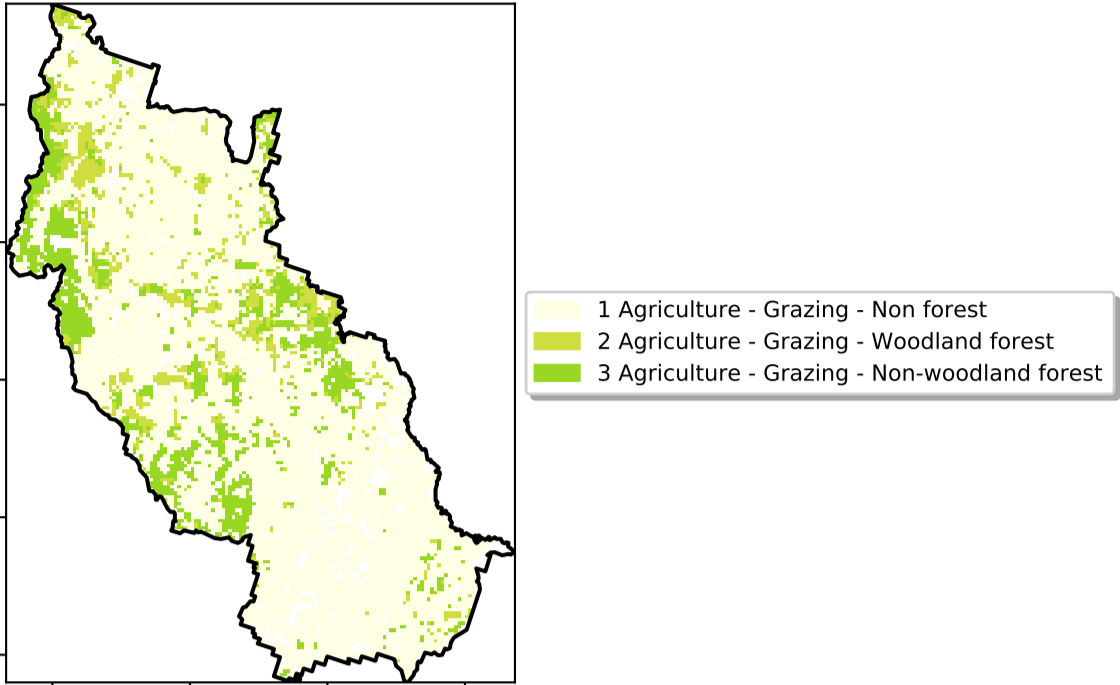 1 Agriculture - Grazing - Non forest
2 Agriculture - Grazing - Woodland forest
3 Agriculture - Grazing - Non-woodland forest